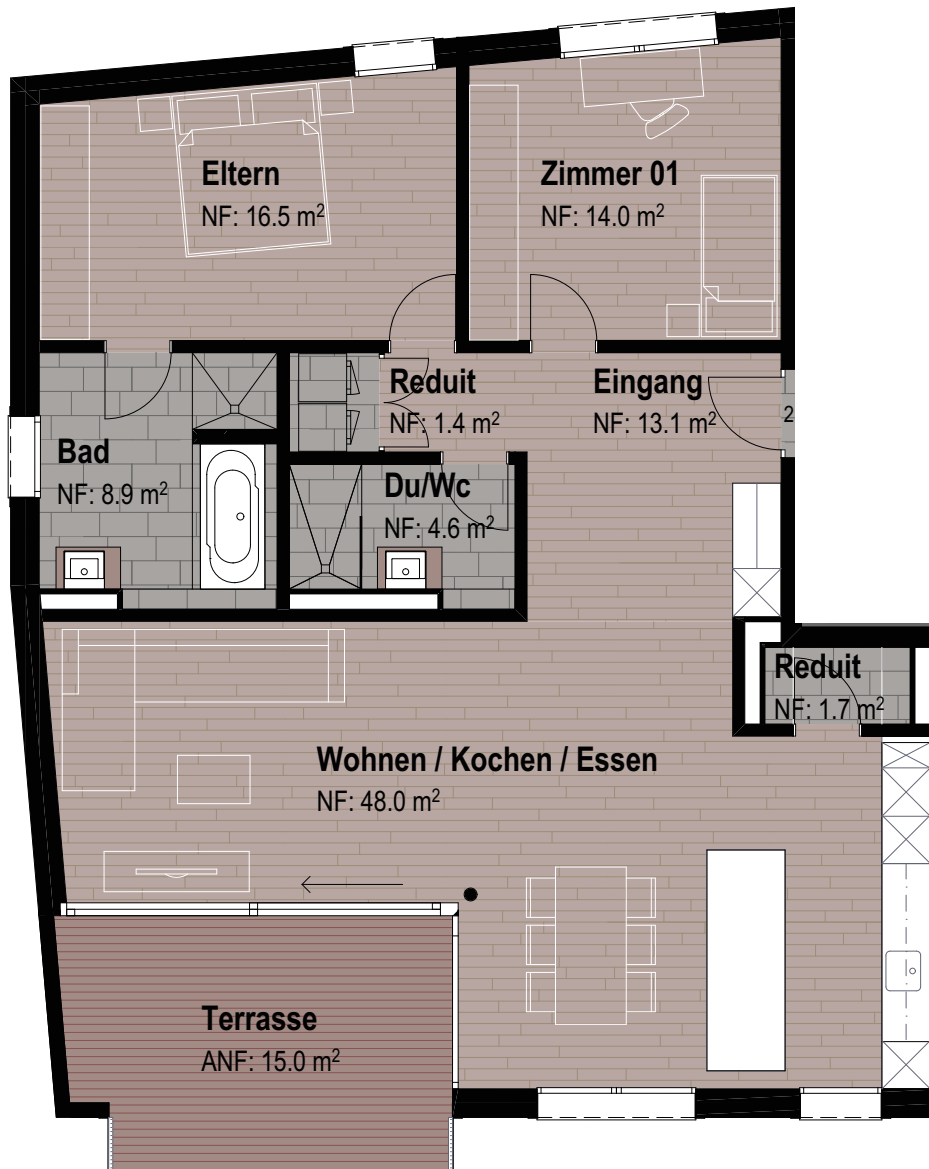 Eltern
NF: 16.5 m²
Zimmer 01
NF: 14.0 m²
Reduit
NF: 1.4 m²
Eingang
NF: 13.1 m²
2
Bad
NF: 8.9 m²
Du/Wc
NF: 4.6 m²
Reduit
NF: 1.7 m²
Wohnen / Kochen / Essen
NF: 48.0 m²
Terrasse
ANF: 15.0 m²